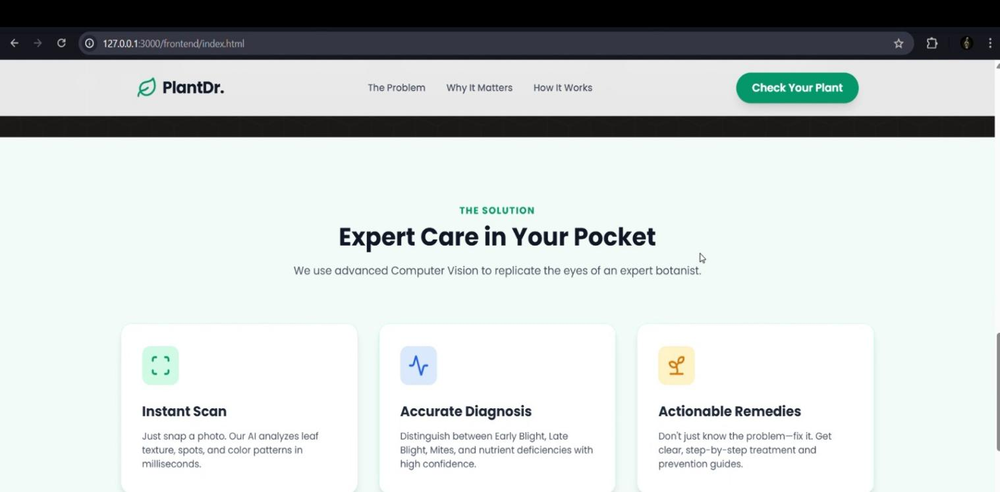 127.0.0.1:3000/frontend/index.html
PlantDr.
The Problem
Why It Matters
How It Works
Check Your Plant
THE SOLUTION
Expert Care in Your Pocket
We use advanced Computer Vision to replicate the eyes of an expert botanist.
Instant Scan
Just snap a photo. Our AI analyzes leaf
texture, spots, and color patterns in
milliseconds.
Accurate Diagnosis
Distinguish between Early Blight, Late
Blight, Mites, and nutrient deficiencies with
high confidence.
Actionable Remedies
Don't just know the problem—fix it. Get
clear, step-by-step treatment and
prevention guides.